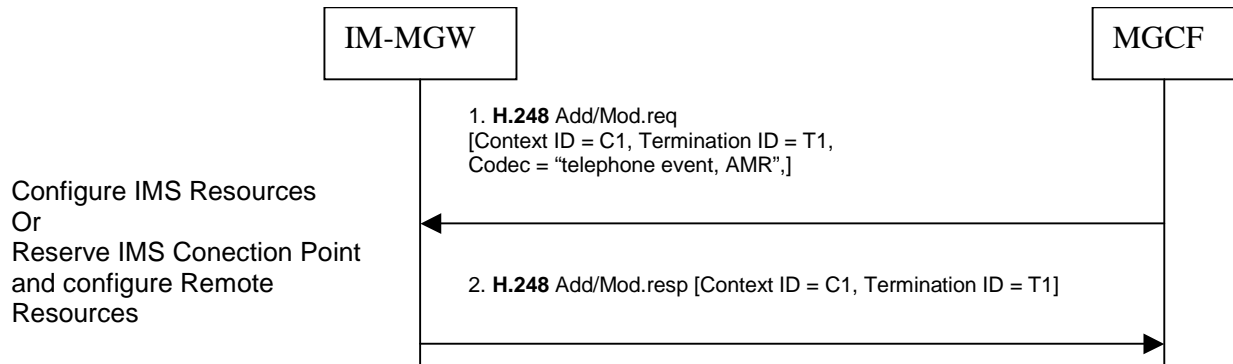 IM-MGW
MGCF
1. H.248 Add/Mod.req
[Context ID = C1, Termination ID = T1,
Codec = “telephone event, AMR”,]
Configure IMS Resources
Or
Reserve IMS Conection Point
and configure Remote
Resources
2. H.248 Add/Mod.resp [Context ID = C1, Termination ID = T1]